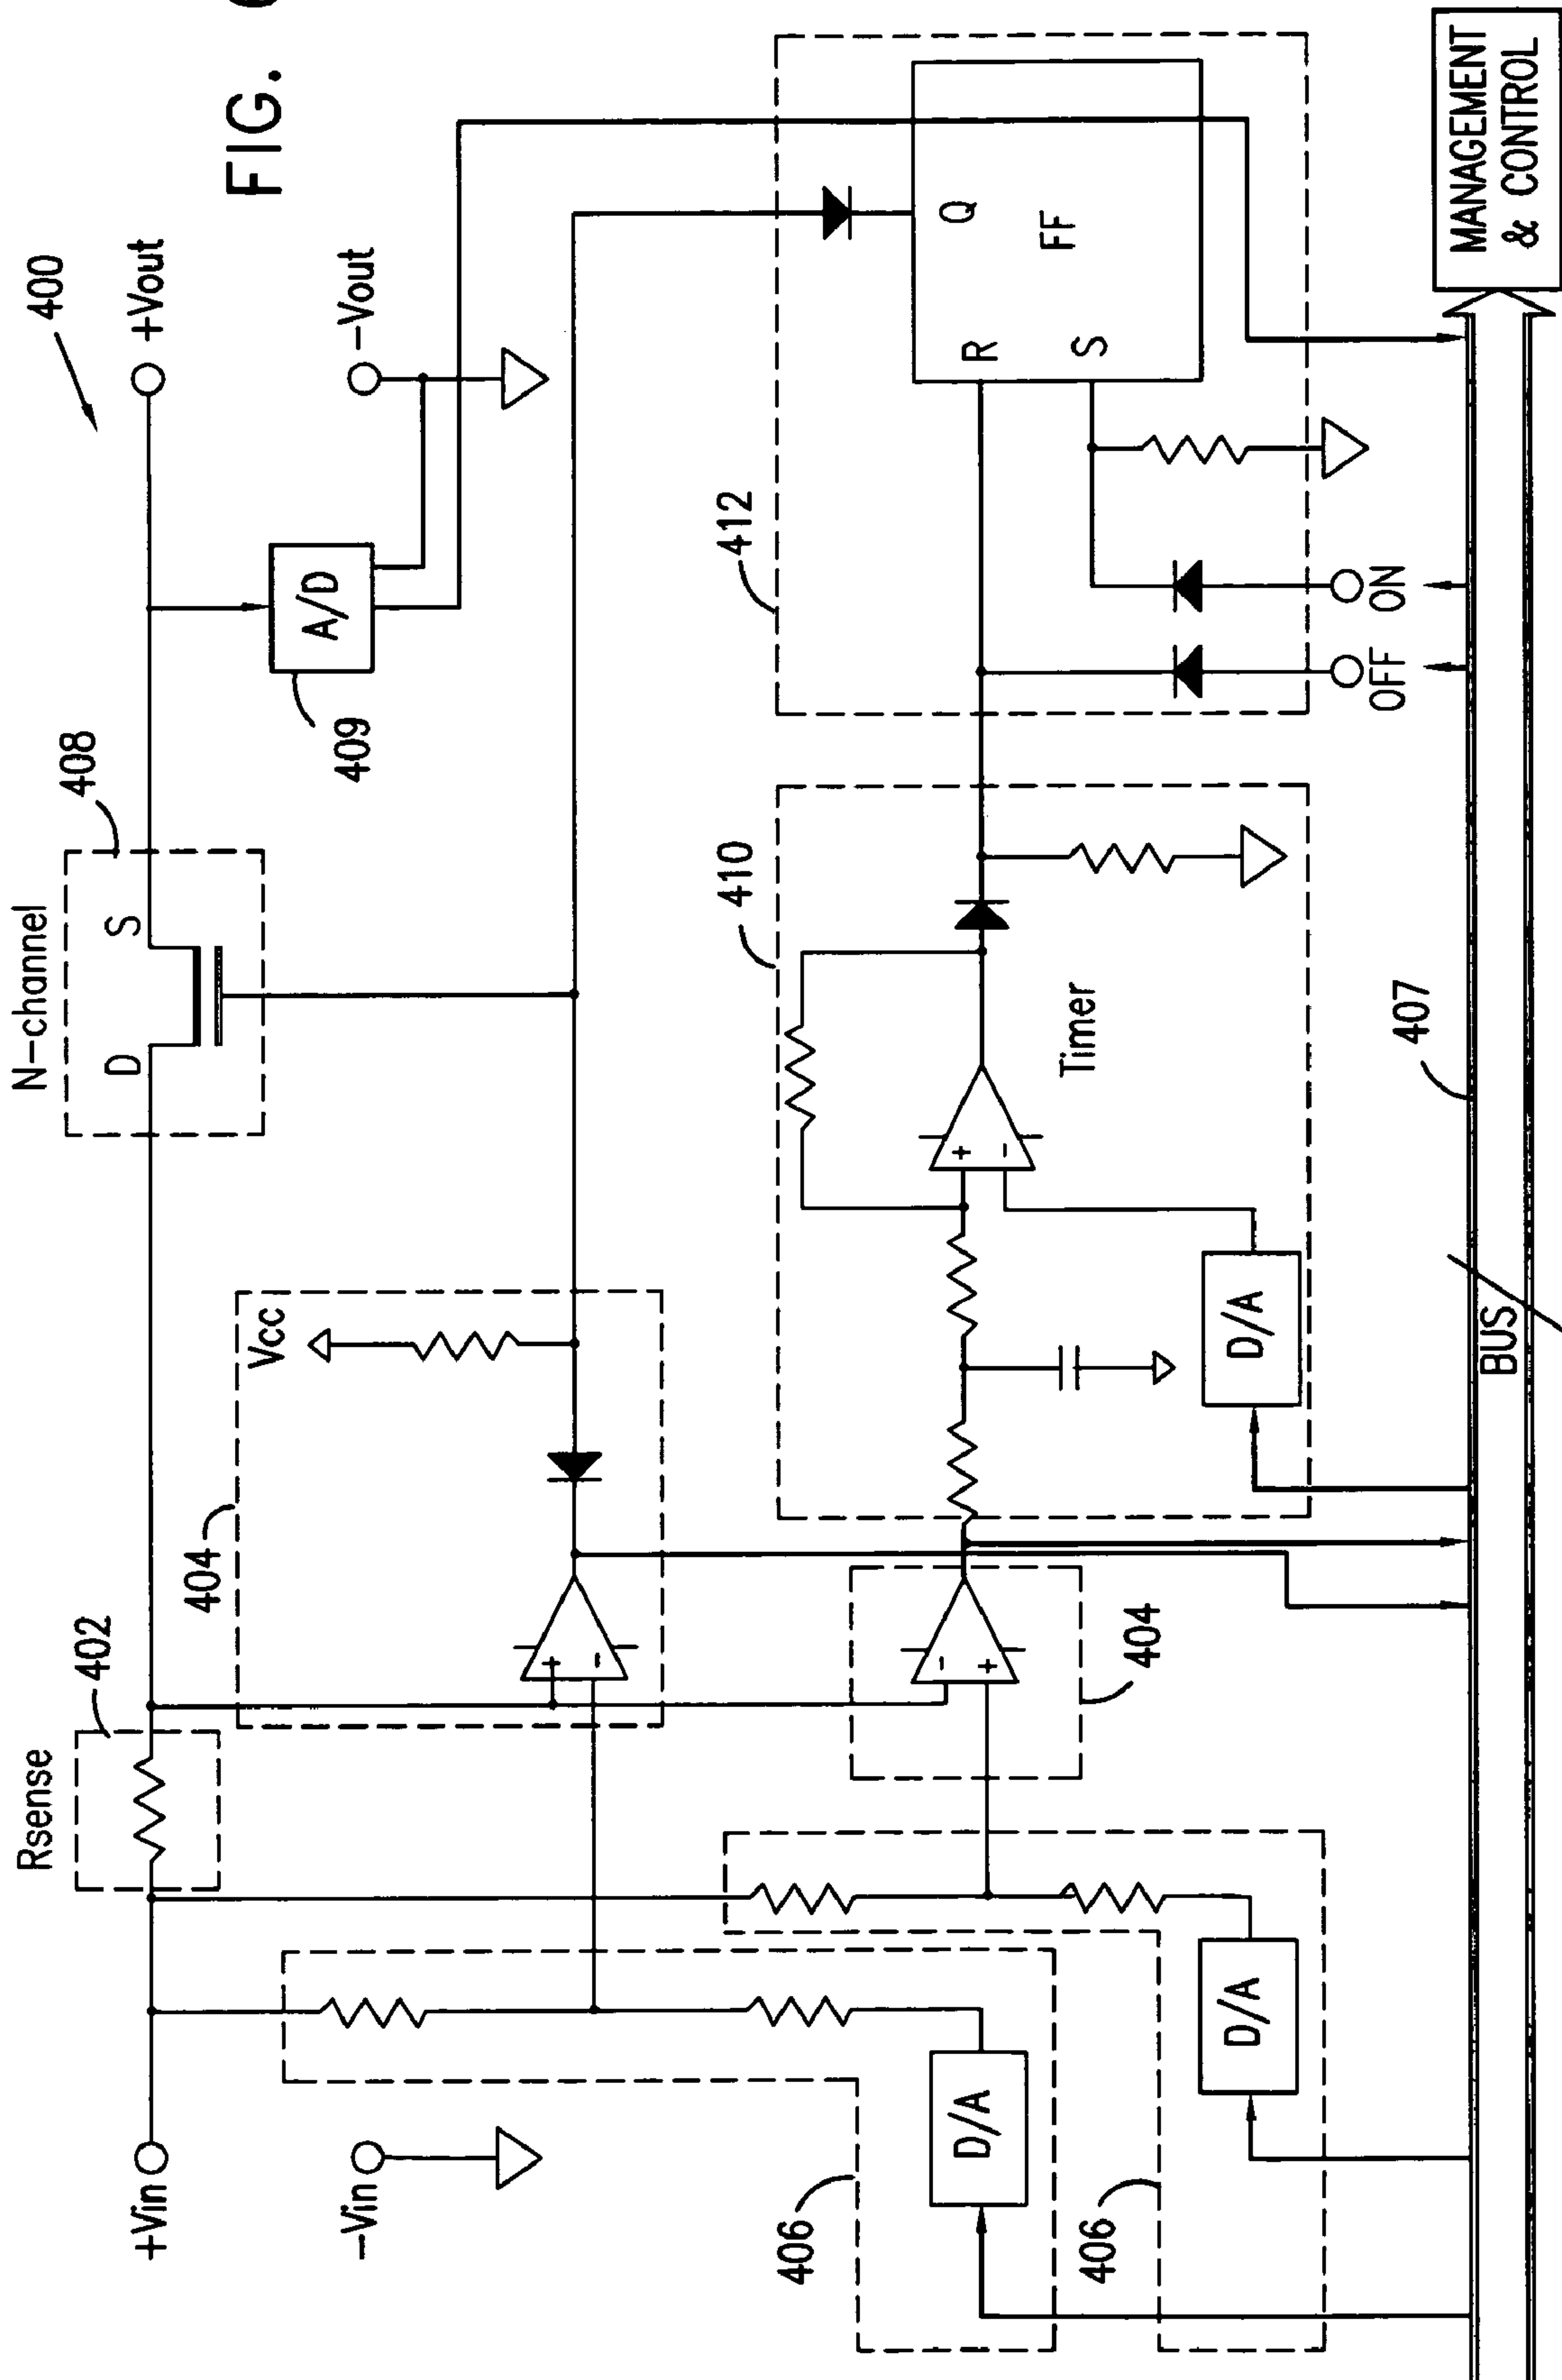 FIG.
400
+Vout
-Vout
N-channel
408
D
S
A/D
409
Rsense
402
404
Vcc
+
-
+Vin
-Vin
406
D/A
406
D/A
404
-
+
410
Timer
+
-
D/A
412
Q
FF
R
S
OFF
ON
407
BUS
MANAGEMENT
& CONTROL